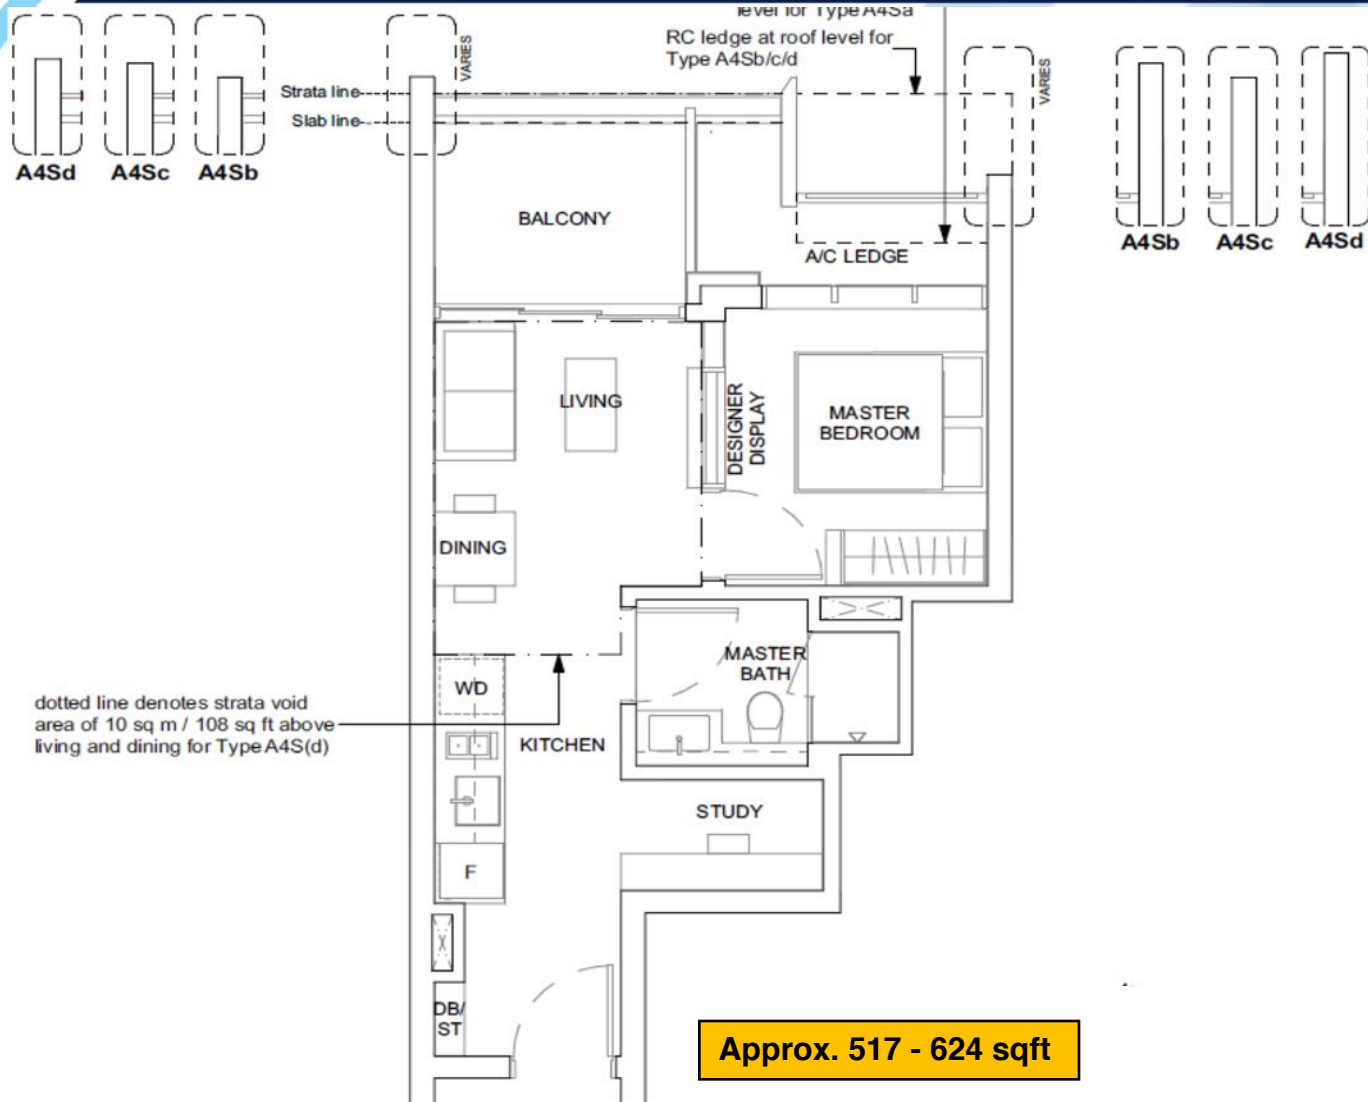 level for Type A4Sa
RC ledge at roof level for
Type A4Sb/c/d
VARIES
VARIES
Strata line
Slab line
A4Sd
A4Sc
A4Sb
A4Sb
A4Sc
A4Sd
BALCONY
A/C LEDGE
LIVING
DESIGNER
DISPLAY
MASTER
BEDROOM
DINING
MASTER
BATH
WD
dotted line denotes strata void
area of 10 sq m / 108 sq ft above
living and dining for Type A4S(d)
KITCHEN
STUDY
F
DB/
ST
Approx. 517 - 624 sqft